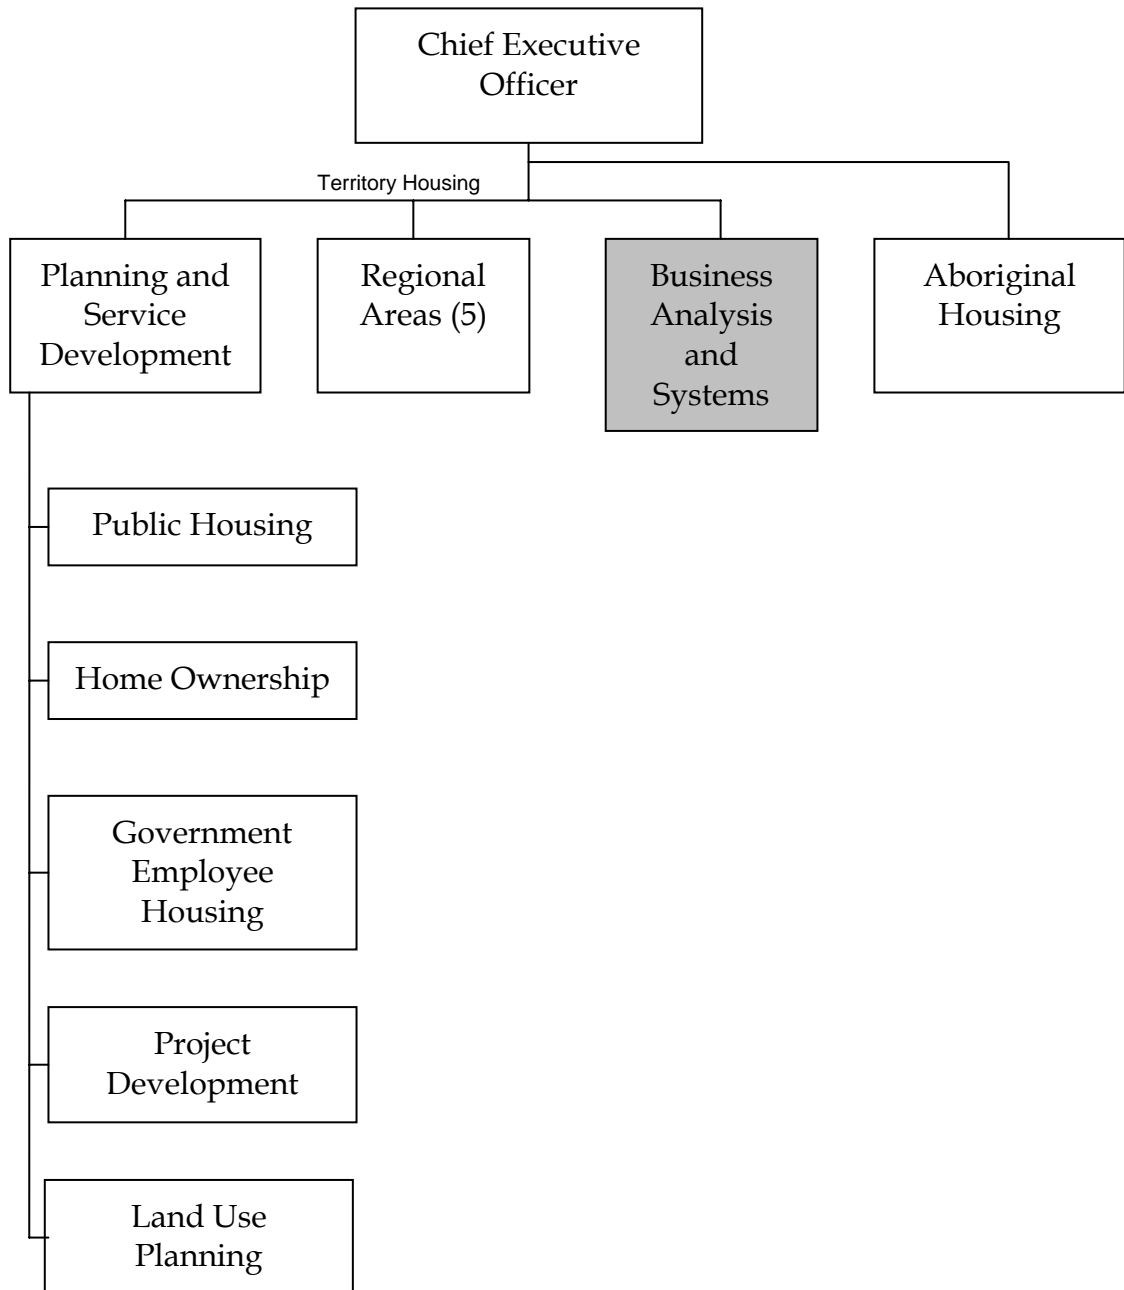 Chief Executive
Officer
Territory Housing
Planning and
Service
Development
Regional
Areas (5)
Business
Analysis
and
Systems
Aboriginal
Housing
Public Housing
Home Ownership
Government
Employee
Housing
Project
Development
Land Use
Planning